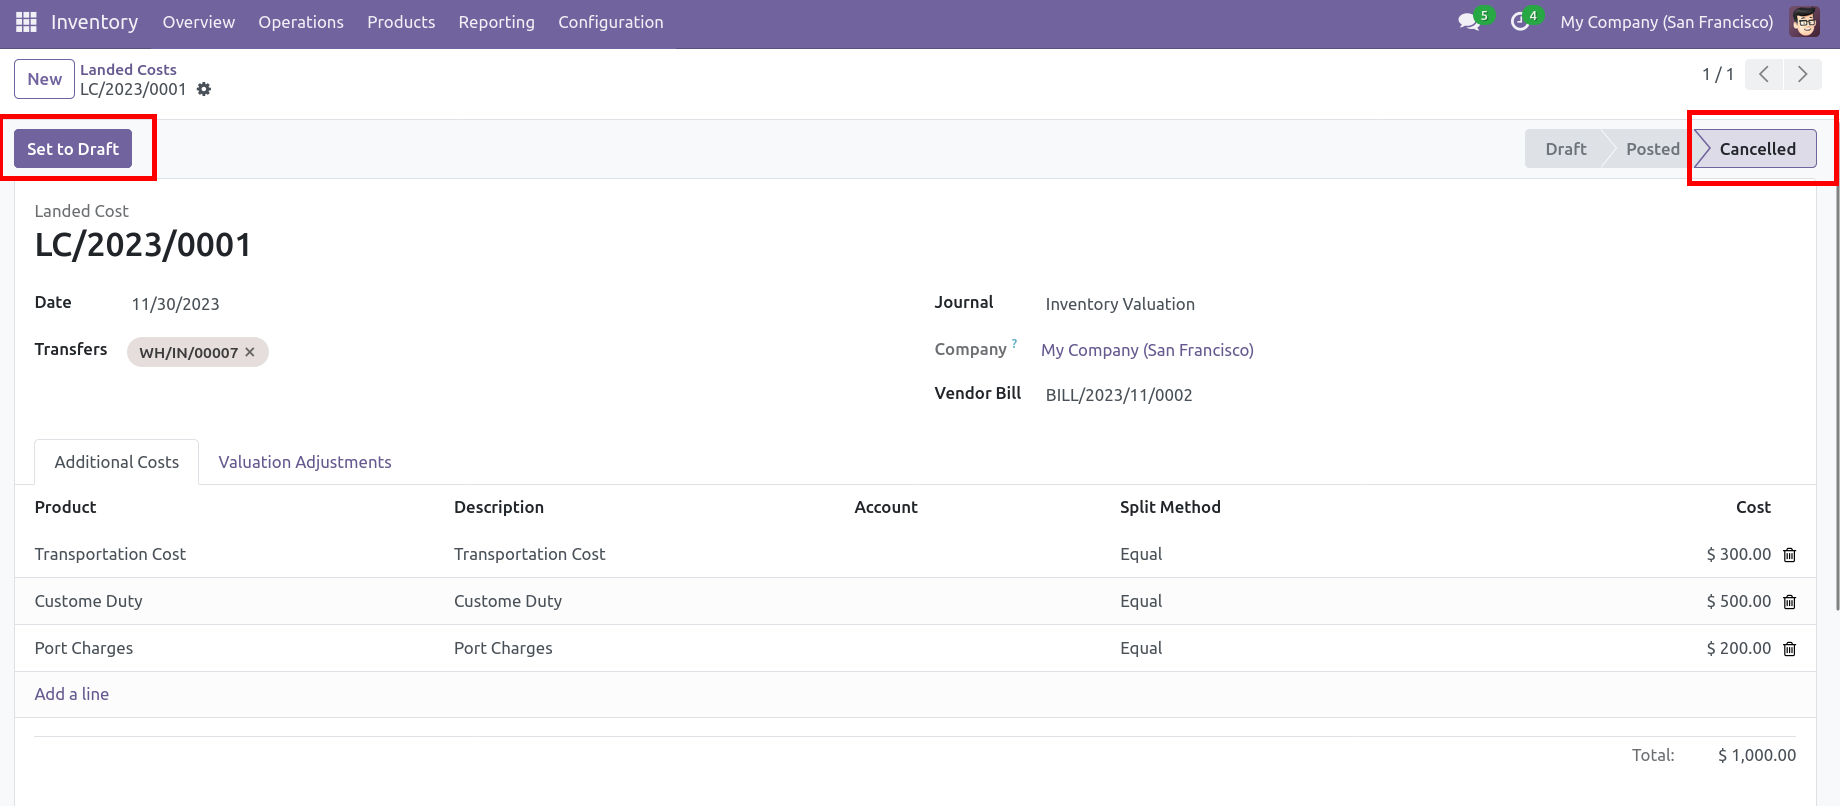 Inventory Overview Operations Products Reporting Configuration 5 4 My Company (San Francisco)
New Landed Costs
LC/2023/0001
1 / 1
Set to Draft Draft Posted Cancelled
Landed Cost
LC/2023/0001
Date 11/30/2023 Journal Inventory Valuation
Transfers WH/IN/00007 × Company ? My Company (San Francisco)
Vendor Bill BILL/2023/11/0002
Additional Costs Valuation Adjustments
Product Description Account Split Method Cost
Transportation Cost Transportation Cost Equal $ 300.00
Custome Duty Custome Duty Equal $ 500.00
Port Charges Port Charges Equal $ 200.00
Add a line
Total: $ 1,000.00